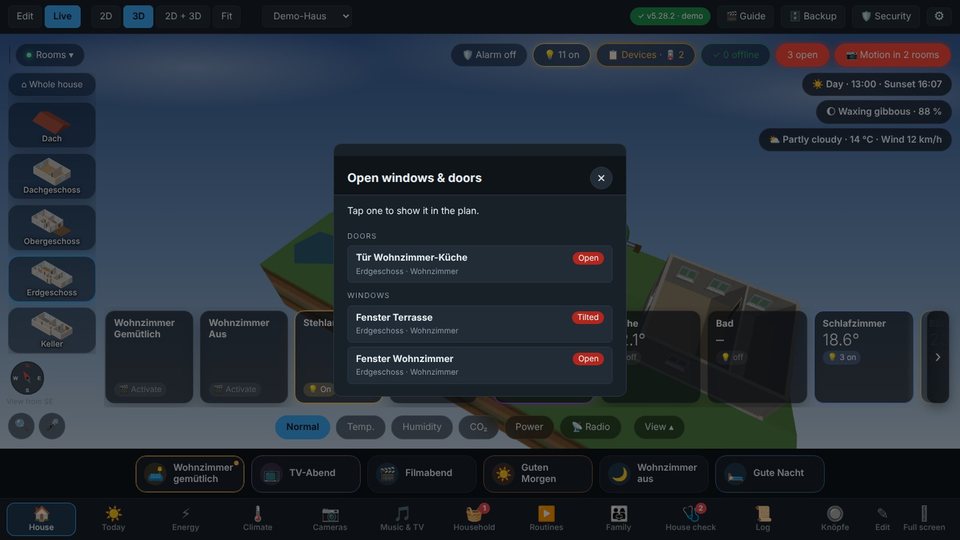 Edit
Live
2D
3D
2D + 3D
Fit
Demo-Haus
✓ v5.28.2 · demo
Guide
Backup
Security
Rooms ▾
Alarm off
11 on
Devices · 2
✓ 0 offline
3 open
Motion in 2 rooms
Whole house
Day · 13:00 · Sunset 16:07
Waxing gibbous · 88 %
Partly cloudy · 14 °C · Wind 12 km/h
Dach
Dachgeschoss
Obergeschoss
Erdgeschoss
Keller
Open windows & doors
Tap one to show it in the plan.
DOORS
Tür Wohnzimmer-Küche
Open
Erdgeschoss · Wohnzimmer
WINDOWS
Fenster Terrasse
Tilted
Erdgeschoss · Wohnzimmer
Fenster Wohnzimmer
Open
Erdgeschoss · Wohnzimmer
Wohnzimmer
Gemütlich
Activate
Wohnzimmer
Aus
Activate
On
Bad
–
off
Schlafzimmer
18.6°
3 on
View from SE
Normal
Temp.
Humidity
CO₂
Power
Radio
View ▴
Wohnzimmer
gemütlich
TV-Abend
Filmabend
Guten
Morgen
Wohnzimmer
aus
Gute Nacht
House
Today
Energy
Climate
Cameras
Music & TV
1
Household
Routines
Family
2
House check
Log
Knöpfe
Edit
Full screen